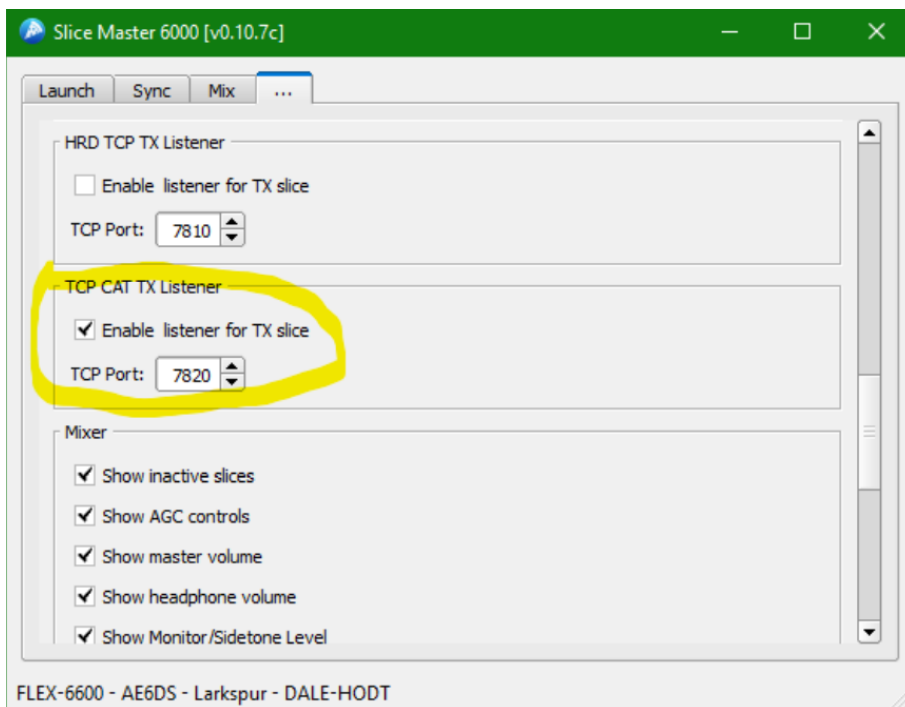 Slice Master 6000 [v0.10.7c]
Launch Sync Mix ...
HRD TCP TX Listener
Enable listener for TX slice
TCP Port: 7810
TCP CAT TX Listener
Enable listener for TX slice
TCP Port: 7820
Mixer
Show inactive slices
Show AGC controls
Show master volume
Show headphone volume
Show Monitor/Sidetone Level
FLEX-6600 - AE6DS - Larkspur - DALE-HODT